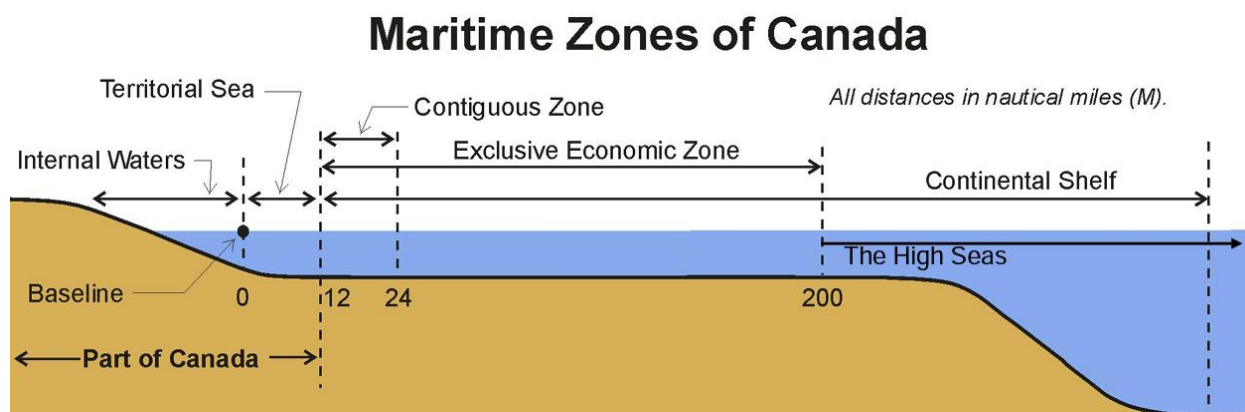 Maritime Zones of Canada
Territorial Sea
All distances in nautical miles (M).
Contiguous Zone
Internal Waters
Exclusive Economic Zone
Continental Shelf
The High Seas
Baseline
0
12
24
200
Part of Canada